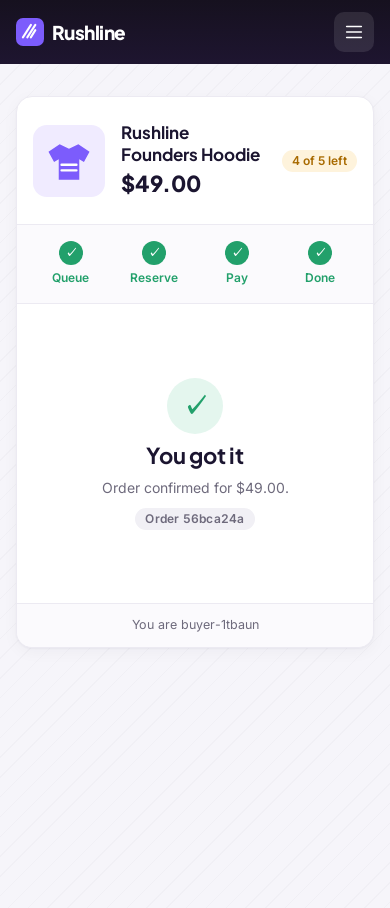 Rushline
Rushline
Founders Hoodie
$49.00
4 of 5 left
Queue
Reserve
Pay
Done
You got it
Order confirmed for $49.00.
Order 56bca24a
You are buyer-1tbaun